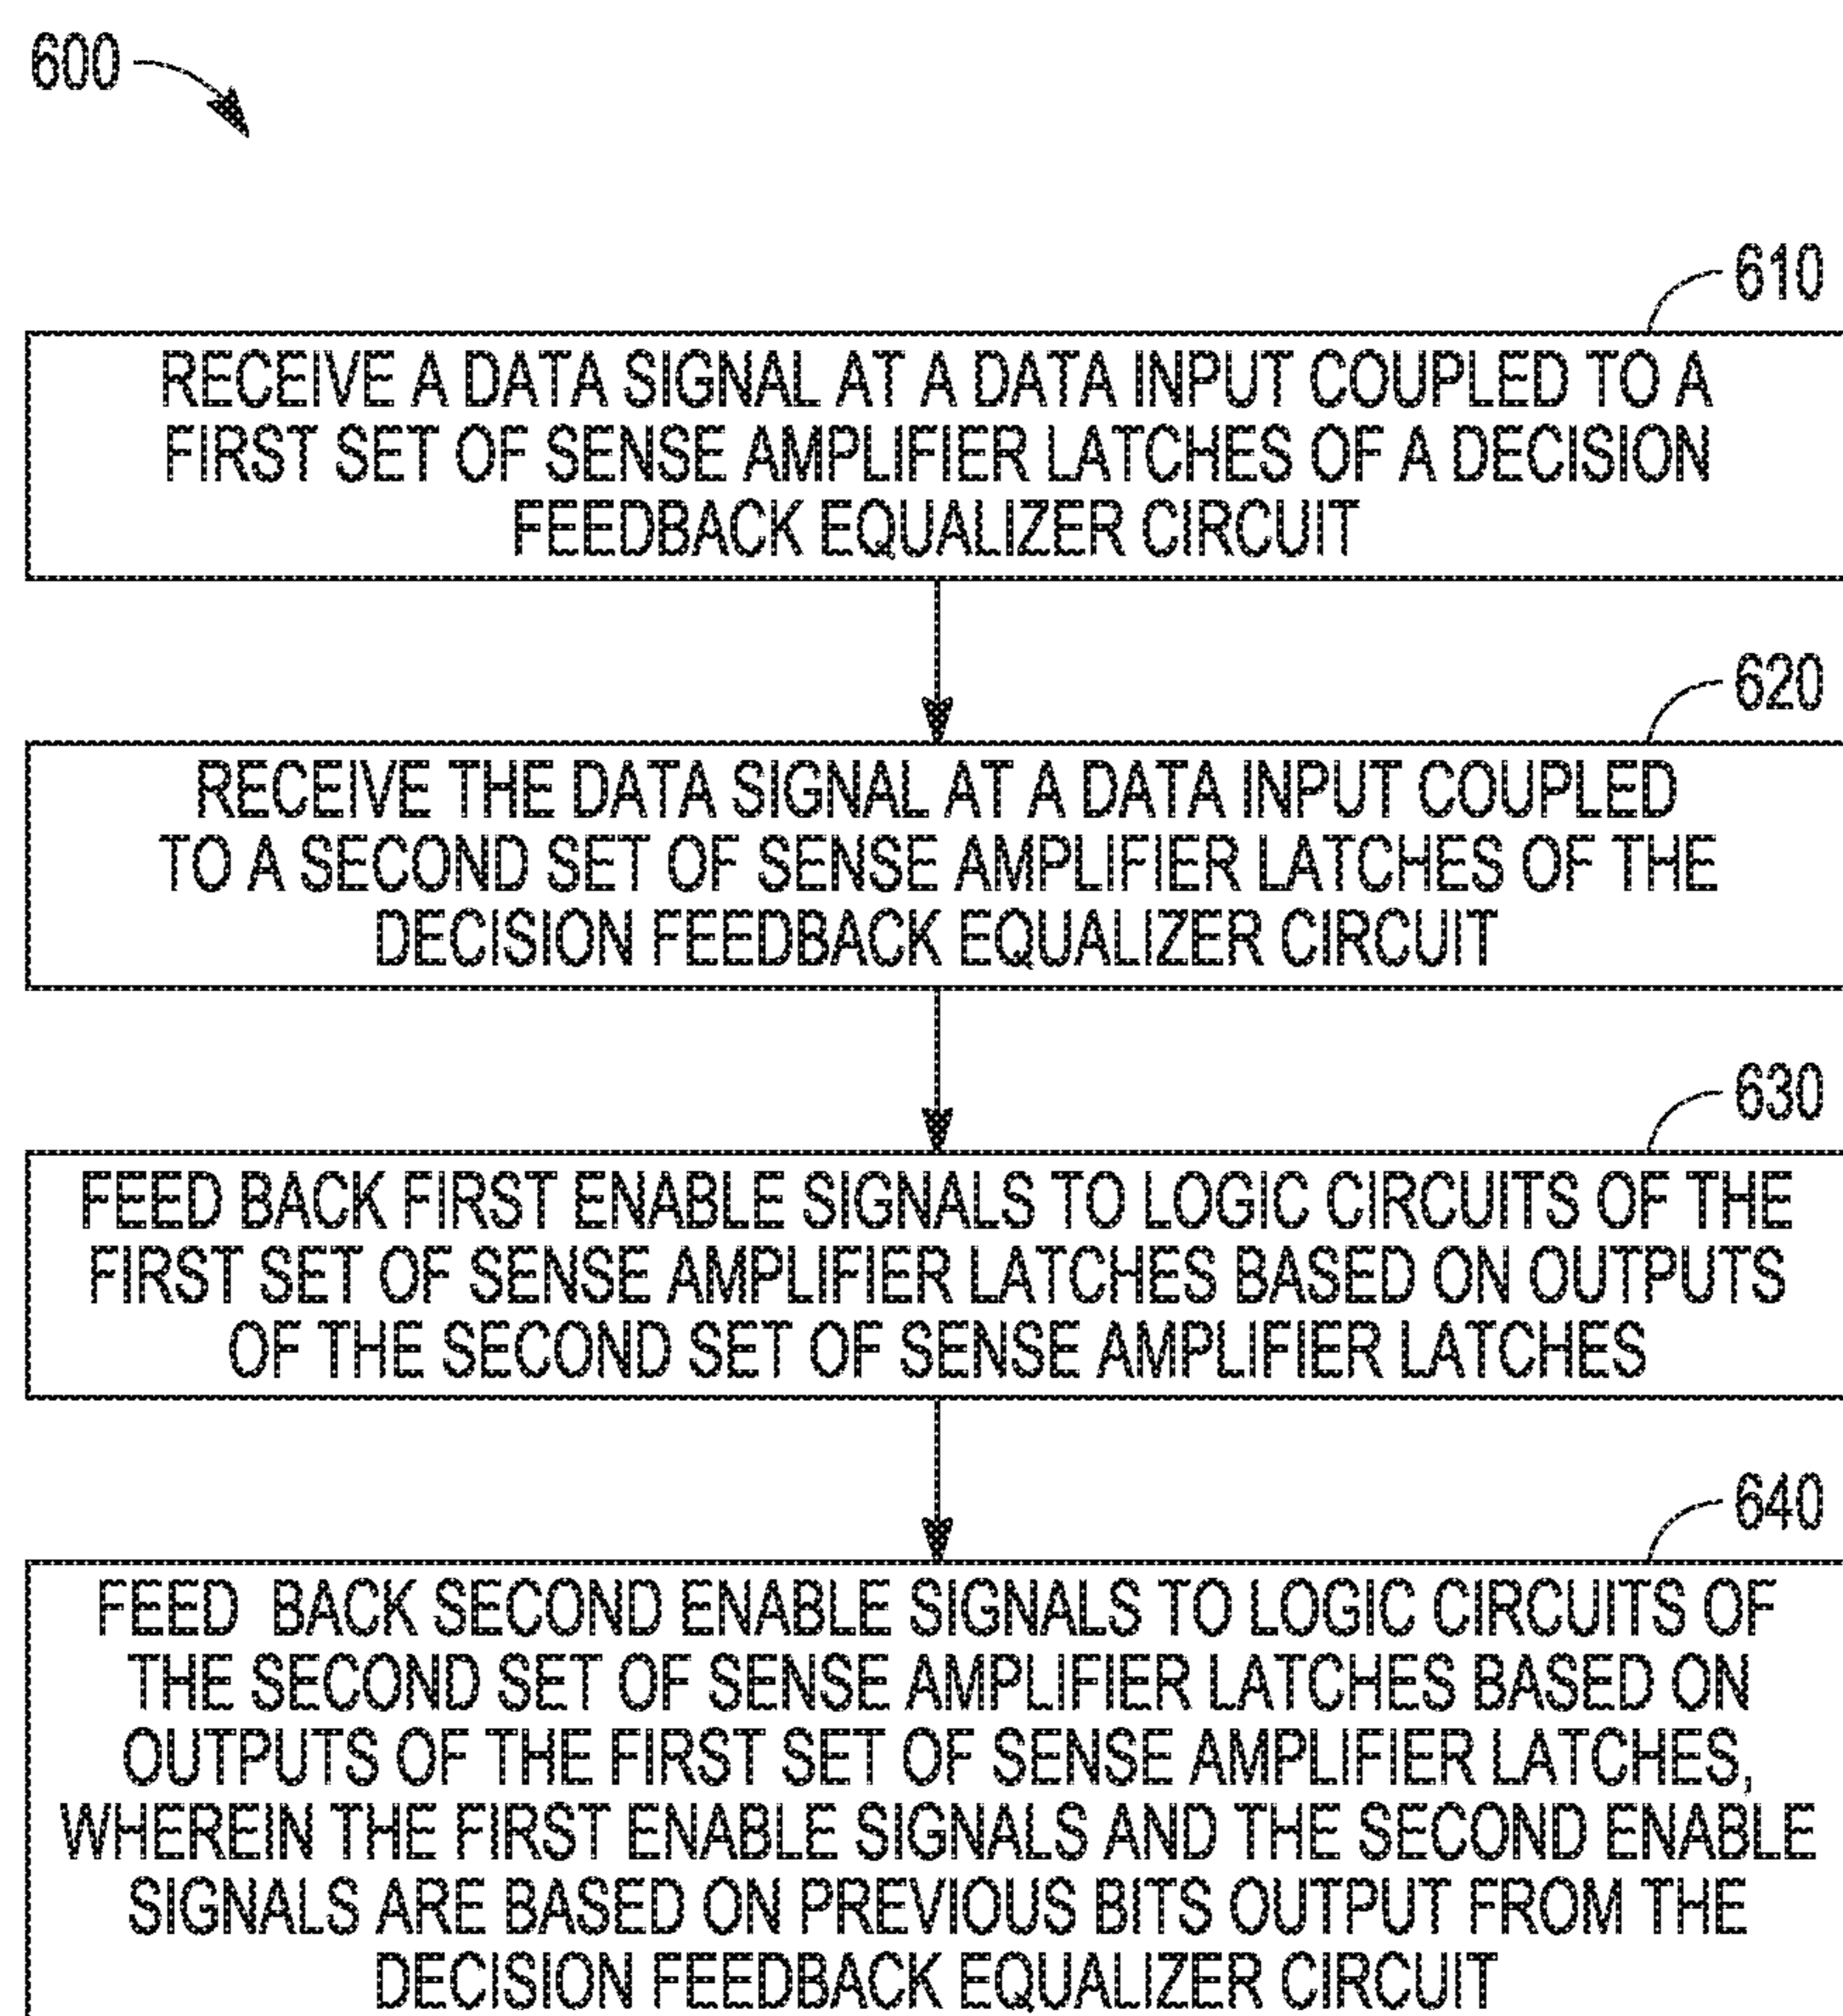 600
610
RECEIVE A DATA SIGNAL AT A DATA INPUT COUPLED TO A
FIRST SET OF SENSE AMPLIFIER LATCHES OF A DECISION
FEEDBACK EQUALIZER CIRCUIT
620
RECEIVE THE DATA SIGNAL AT A DATA INPUT COUPLED
TO A SECOND SET OF SENSE AMPLIFIER LATCHES OF THE
DECISION FEEDBACK EQUALIZER CIRCUIT
630
FEED BACK FIRST ENABLE SIGNALS TO LOGIC CIRCUITS OF THE
FIRST SET OF SENSE AMPLIFIER LATCHES BASED ON OUTPUTS
OF THE SECOND SET OF SENSE AMPLIFIER LATCHES
640
FEED BACK SECOND ENABLE SIGNALS TO LOGIC CIRCUITS OF
THE SECOND SET OF SENSE AMPLIFIER LATCHES BASED ON
OUTPUTS OF THE FIRST SET OF SENSE AMPLIFIER LATCHES,
WHEREIN THE FIRST ENABLE SIGNALS AND THE SECOND ENABLE
SIGNALS ARE BASED ON PREVIOUS BITS OUTPUT FROM THE
DECISION FEEDBACK EQUALIZER CIRCUIT